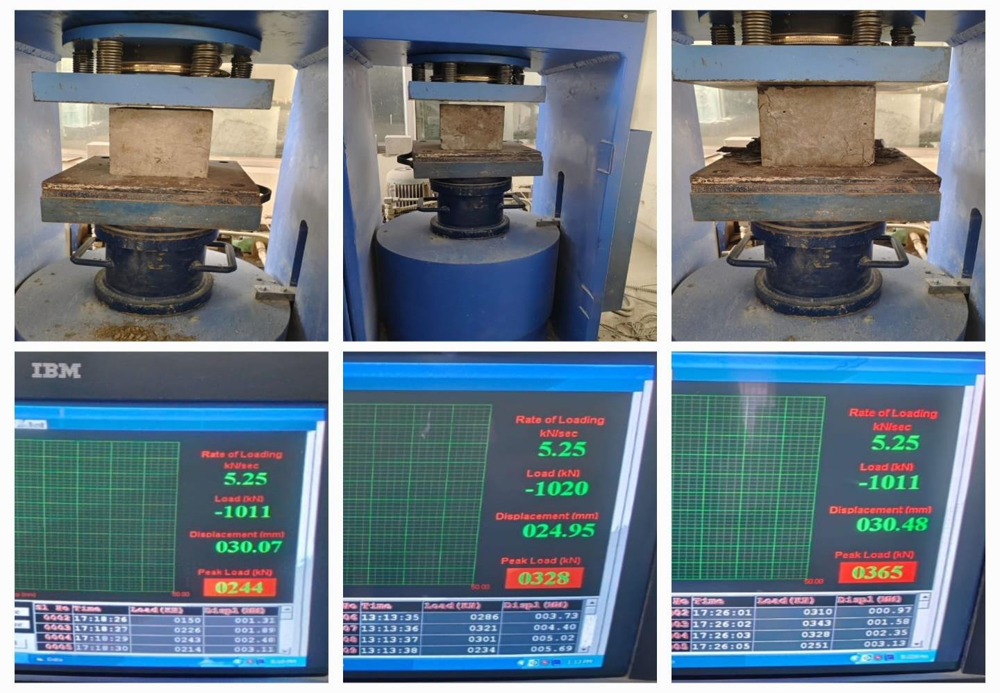 IBM
Rate of Loading
kN/sec
5.25
Load (kN)
-1011
Displacement (mm)
030.07
Peak Load (kN)
0244
50.00
Sl No Time Load(KN) Displ(MM)
0002 17:18:26 0150 001.31
0003 17:18:27 0226 001.89
0004 17:18:29 0243 002.48
0005 17:18:30 0214 003.11
Data
Rate of Loading
kN/sec
5.25
Load (kN)
-1020
Displacement (mm)
024.95
Peak Load (kN)
0328
50.00
No Time Load(KN) Displ(MM)
06 13:13:35 0286 003.73
07 13:13:36 0321 004.40
08 13:13:37 0301 005.02
09 13:13:38 0234 005.69
1:13 PM
Rate of Loading
kN/sec
5.25
Load (kN)
-1011
Displacement (mm)
030.48
Peak Load (kN)
0365
50.00
No Time Load(KN) Displ(MM)
02 17:26:01 0310 000.97
03 17:26:02 0343 001.58
04 17:26:03 0328 002.35
05 17:26:05 0251 003.13